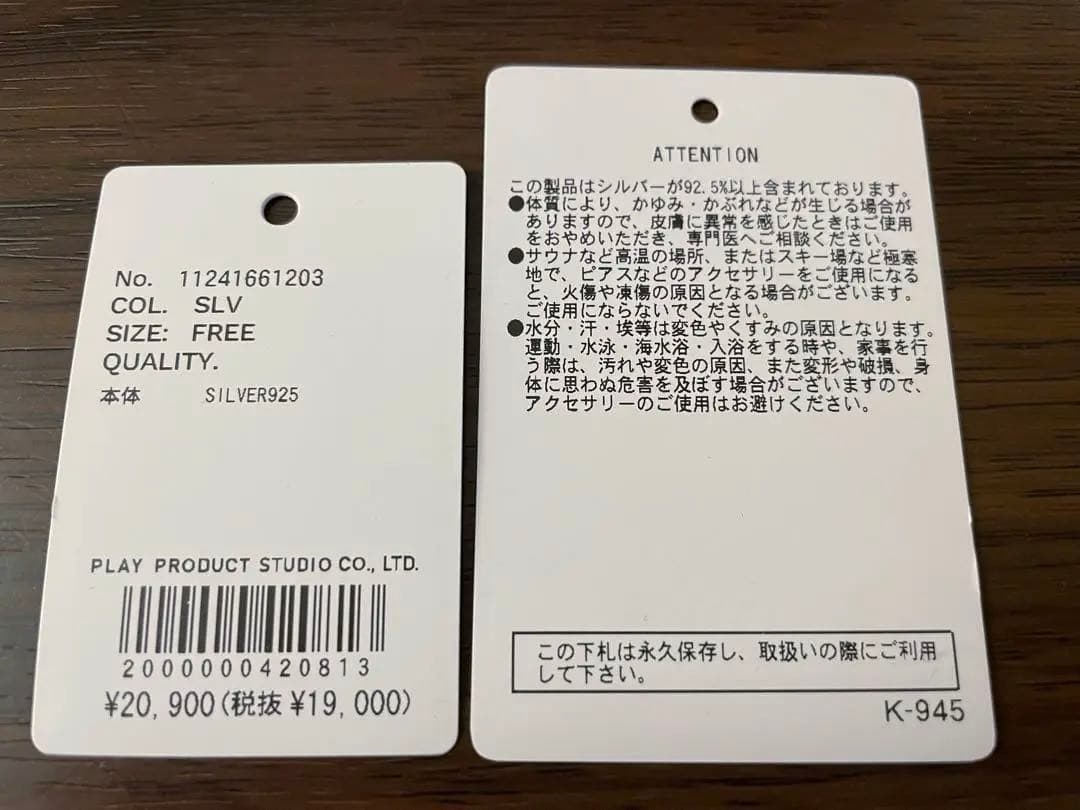 No. 11241661203
COL. SLV
SIZE: FREE
QUALITY.
本体 SILVER925
PLAY PRODUCT STUDIO CO., LTD.
2000000420813
¥20,900(税抜 ¥19,000)
ATTENTION
この製品はシルバーが92.5%以上含まれております。
●体質により、かゆみ・かぶれなどが生じる場合が
ありますので、皮膚に異常を感じたときはご使用
をおやめいただき、専門医へご相談ください。
●サウナなど高温の場所、またはスキー場など極寒
地で、ピアスなどのアクセサリーをご使用になる
と、火傷や凍傷の原因となる場合がございます。
ご使用にならないでください。
●水分・汗・埃等は変色やくすみの原因となります。
運動・水泳・海水浴・入浴をする時や、家事を行
う際は、汚れや変色の原因、また変形や破損、身
体に思わぬ危害を及ぼす場合がございますので、
アクセサリーのご使用はお避けください。
この下札は永久保存し、取扱いの際にご利用
して下さい。
K-945